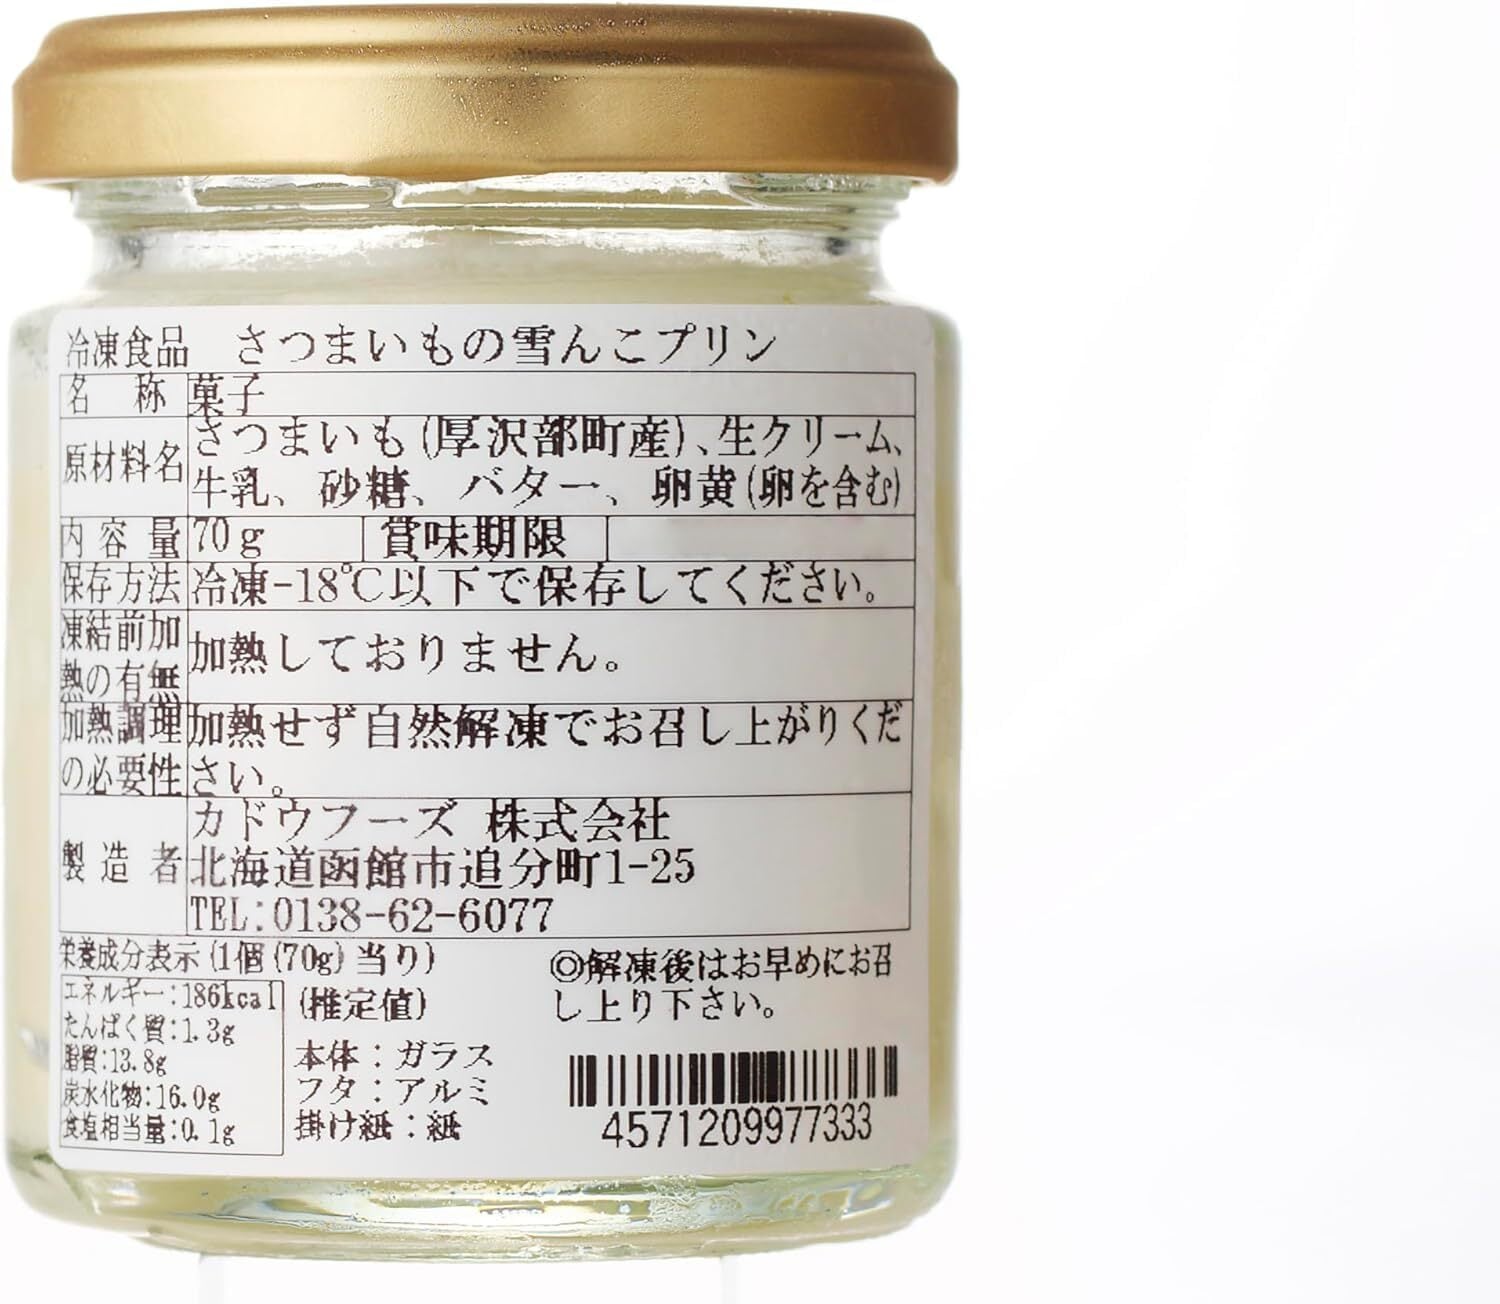 冷凍食品 さつまいもの雪んこプリン
名称 菓子
原材料名 さつまいも(厚沢部町産)、生クリーム、
牛乳、砂糖、バター、卵黄(卵を含む)
内容量 70g 賞味期限
保存方法 冷凍-18℃以下で保存してください。
凍結前加
熱の有無 加熱しておりません。
加熱調理 加熱せず自然解凍でお召し上がりくだ
の必要性 さい。
製造者 カドウフーズ 株式会社
北海道函館市追分町1-25
TEL:0138-62-6077
栄養成分表示(1個(70g)当り)
エネルギー:186kcal (推定値)
たんぱく質:1.3g
脂質:13.8g
炭水化物:16.0g
食塩相当量:0.1g
本体:ガラス
フタ:アルミ
掛け紙:紙
◎解凍後はお早めにお召
し上り下さい。
4571209977333